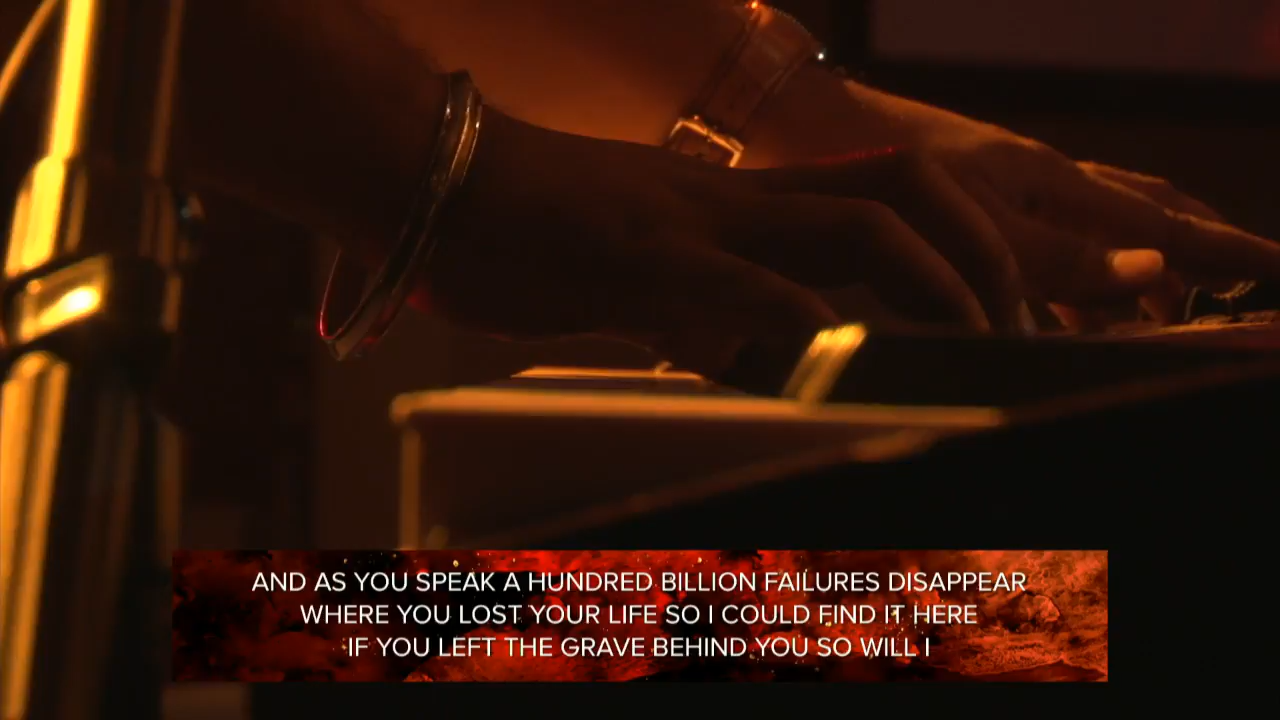 AND AS YOU SPEAK A HUNDRED BILLION FAILURES DISAPPEAR
WHERE YOU LOST YOUR LIFE SO I COULD FIND IT HERE
IF YOU LEFT THE GRAVE BEHIND YOU SO WILL I